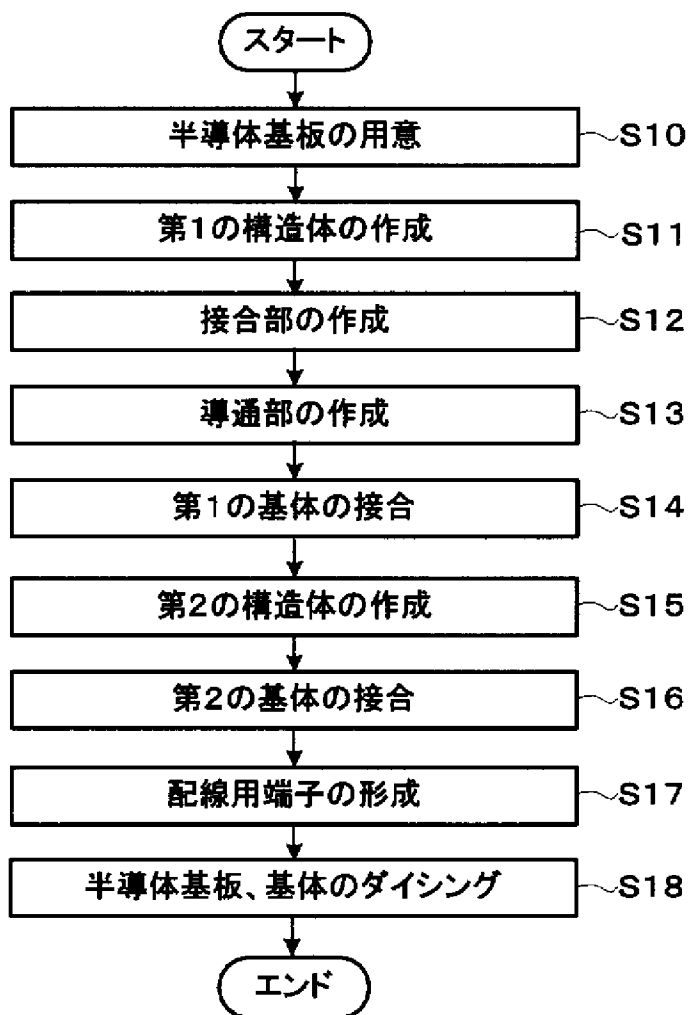 スタート
半導体基板の用意 S10
第1の構造体の作成 S11
接合部の作成 S12
導通部の作成 S13
第1の基体の接合 S14
第2の構造体の作成 S15
第2の基体の接合 S16
配線用端子の形成 S17
半導体基板、基体のダイシング S18
エンド